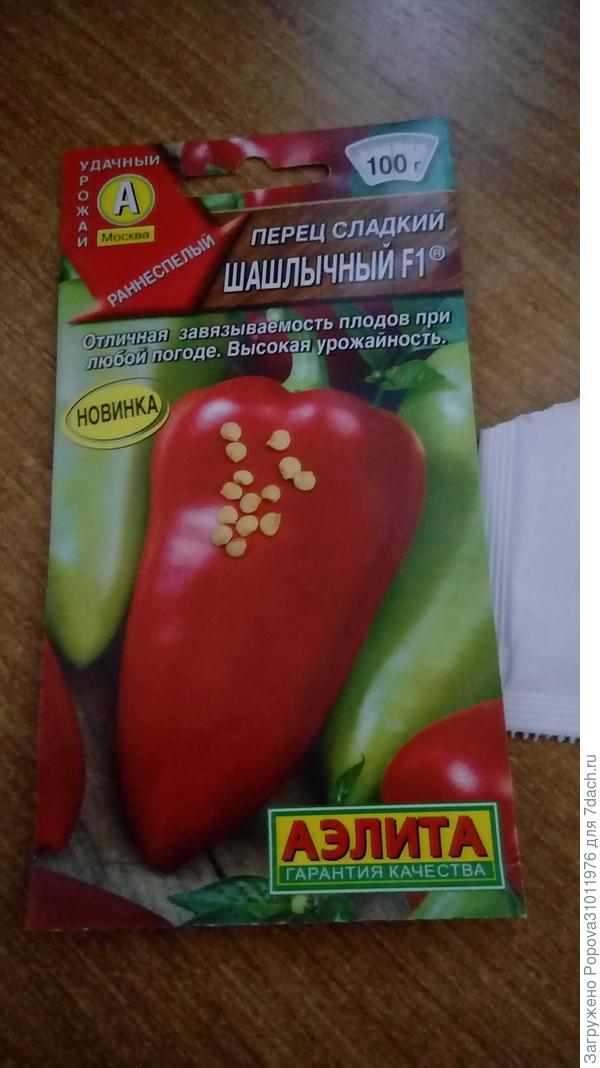 УДАЧНЫЙ
УРОЖАЙ
А
Москва
РАННЕСПЕЛЫЙ
100 г
ПЕРЕЦ СЛАДКИЙ
ШАШЛЫЧНЫЙ F1®
Отличная завязываемость плодов при
любой погоде. Высокая урожайность.
НОВИНКА
АЭЛИТА
ГАРАНТИЯ КАЧЕСТВА
Загружено Popova31011976 для 7dach.ru